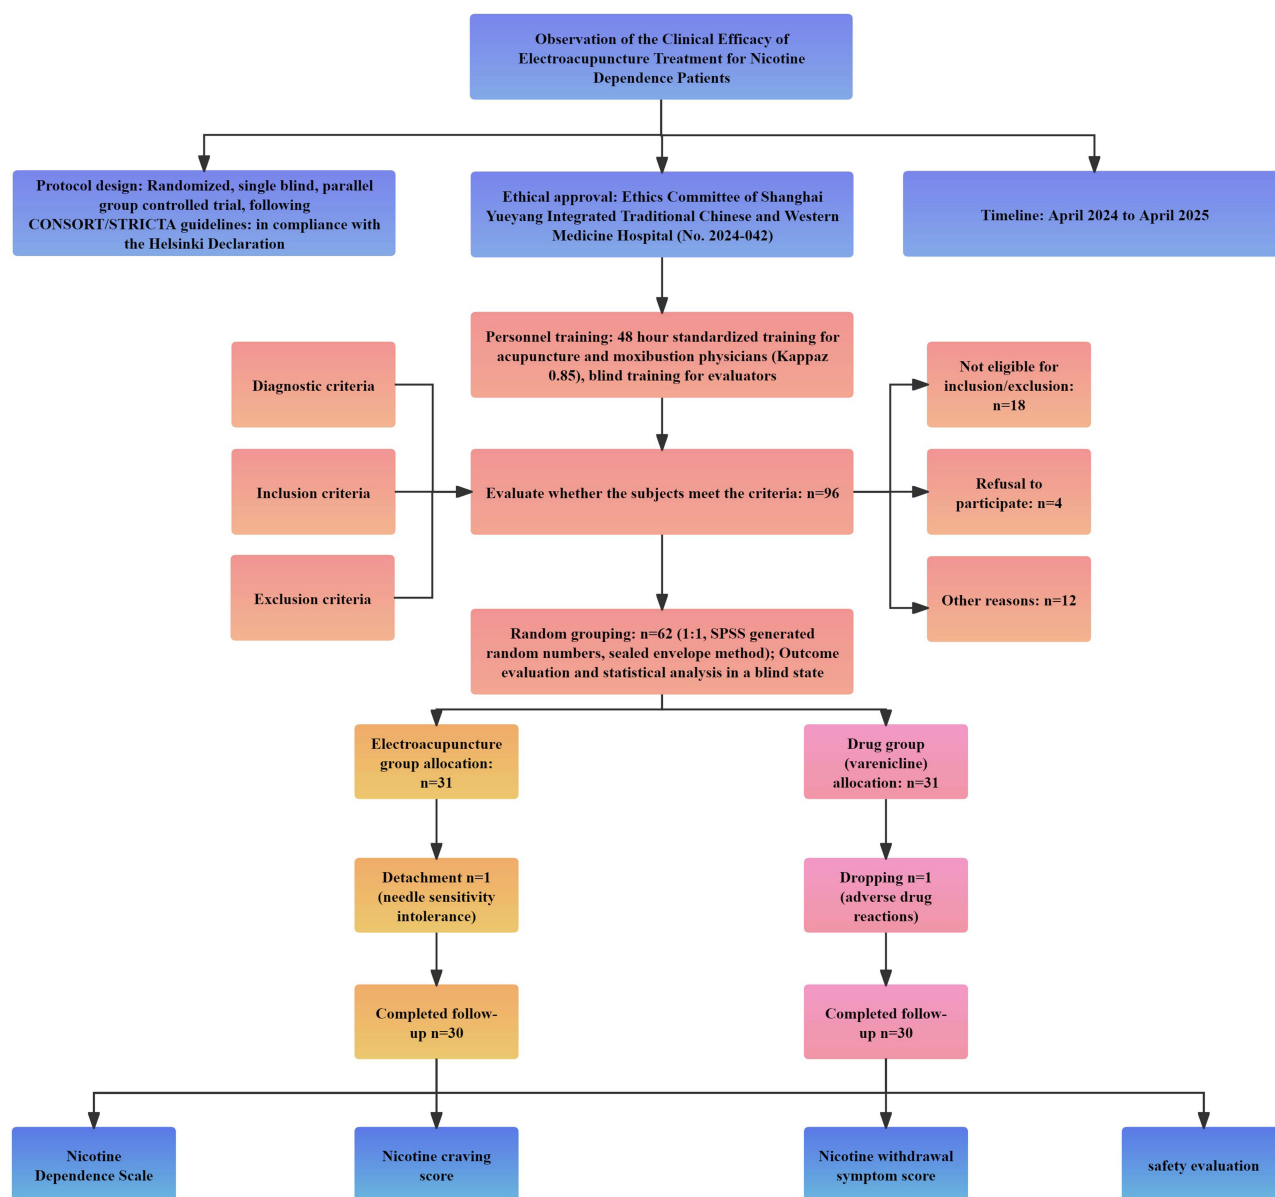 Observation of the Clinical Efficacy of
Electroacupuncture Treatment for Nicotine
Dependence Patients
Protocol design: Randomized, single blind, parallel
group controlled trial, following
CONSORT/STRICTA guidelines: in compliance with
the Helsinki Declaration
Ethical approval: Ethics Committee of Shanghai
Yueyang Integrated Traditional Chinese and Western
Medicine Hospital (No. 2024-042)
Timeline: April 2024 to April 2025
Personnel training: 48 hour standardized training for
acupuncture and moxibustion physicians (Kappaz
0.85), blind training for evaluators
Diagnostic criteria
Inclusion criteria
Exclusion criteria
Evaluate whether the subjects meet the criteria: n=96
Not eligible for
inclusion/exclusion:
n=18
Refusal to
participate: n=4
Other reasons: n=12
Random grouping: n=62 (1:1, SPSS generated
random numbers, sealed envelope method); Outcome
evaluation and statistical analysis in a blind state
Electroacupuncture
group allocation:
n=31
Drug group
(varenicline)
allocation: n=31
Detachment n=1
(needle sensitivity
intolerance)
Dropping n=1
(adverse drug
reactions)
Completed follow-
up n=30
Completed follow-
up n=30
Nicotine
Dependence Scale
Nicotine craving
score
Nicotine withdrawal
symptom score
safety evaluation